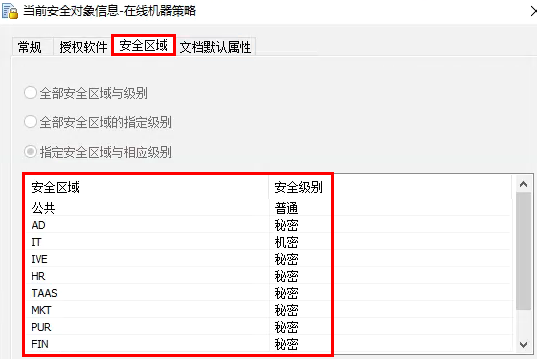 当前安全对象信息-在线机器策略
常规 授权软件 安全区域 文档默认属性
全部安全区域与级别
全部安全区域的指定级别
指定安全区域与相应级别
安全区域 安全级别
公共 普通
AD 秘密
IT 机密
IVE 秘密
HR 秘密
TAAS 秘密
MKT 秘密
PUR 秘密
FIN 秘密